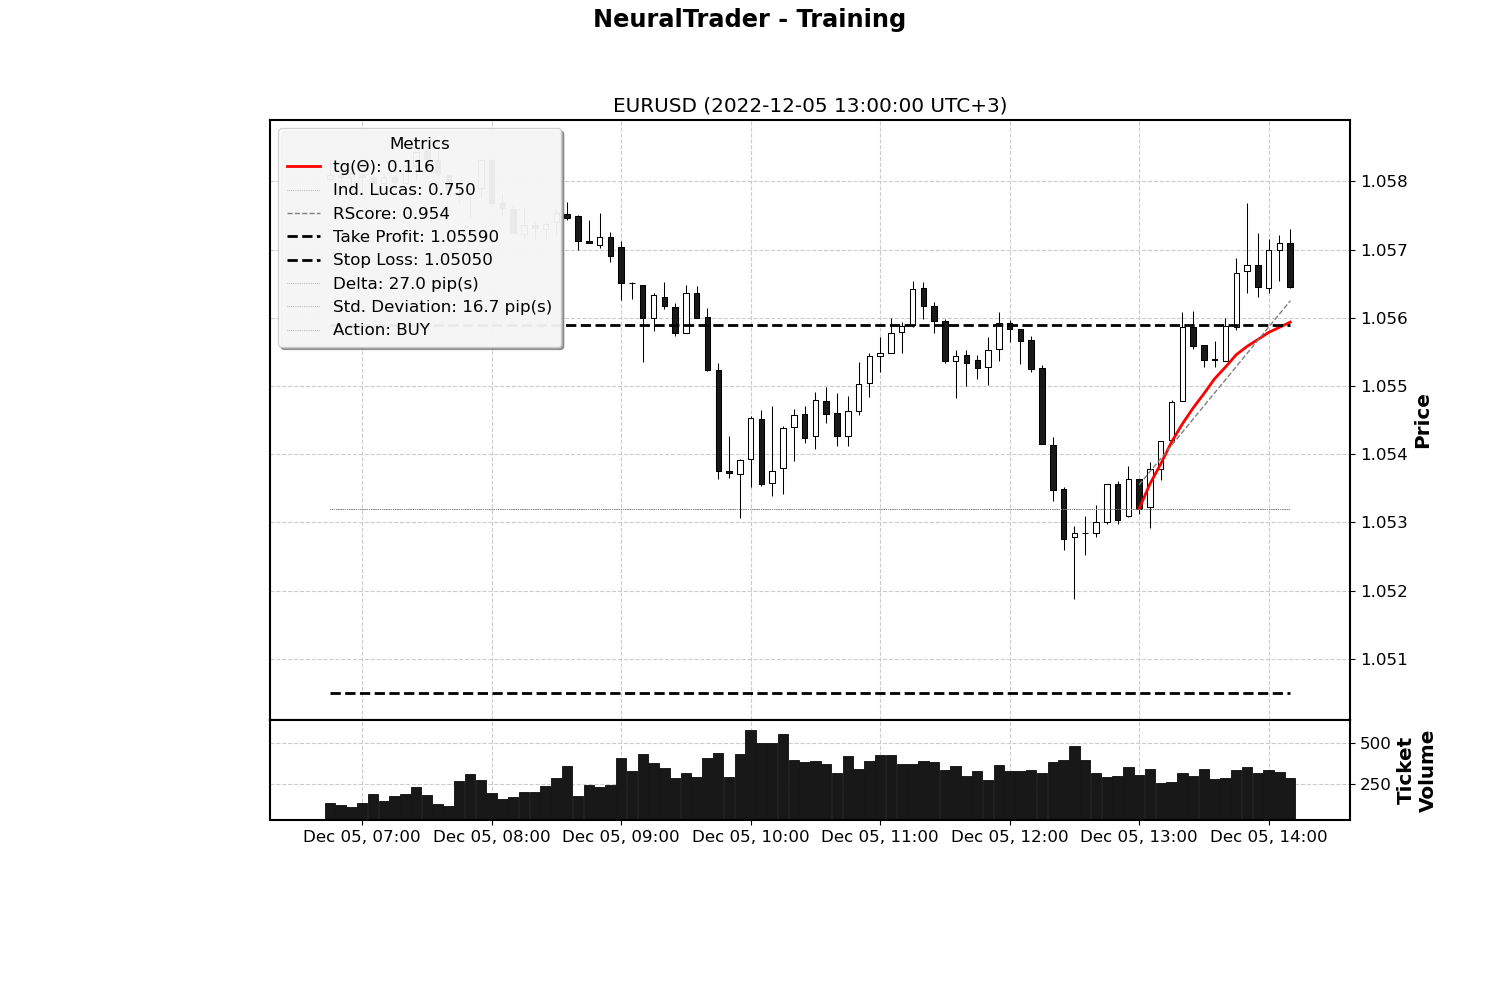 NeuralTrader - Training
EURUSD (2022-12-05 13:00:00 UTC+3)
Metrics
tg(Θ): 0.116
Ind. Lucas: 0.750
RScore: 0.954
Take Profit: 1.05590
Stop Loss: 1.05050
Delta: 27.0 pip(s)
Std. Deviation: 16.7 pip(s)
Action: BUY
1.058
1.057
1.056
1.055
1.054
1.053
1.052
1.051
Price
500
250
Ticket
Volume
Dec 05, 07:00
Dec 05, 08:00
Dec 05, 09:00
Dec 05, 10:00
Dec 05, 11:00
Dec 05, 12:00
Dec 05, 13:00
Dec 05, 14:00